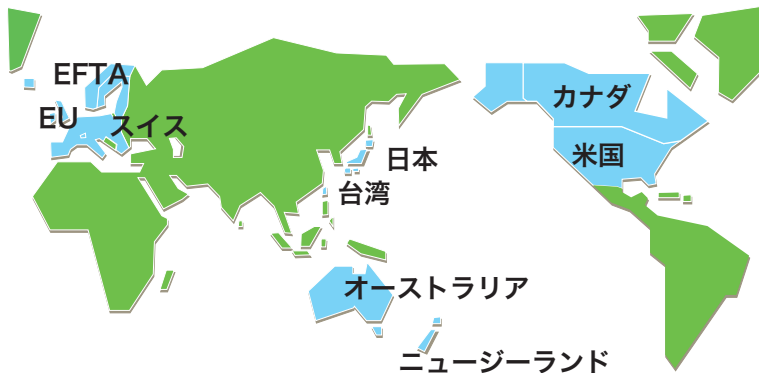 EFTA
EU
スイス
カナダ
日本
米国
台湾
オーストラリア
ニュージーランド